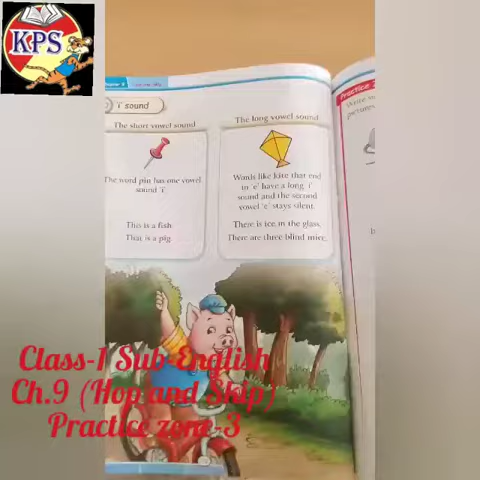 KPS
'i' sound
The short vowel sound
The word pin has one vowel
sound 'i'.
This is a fish.
That is a pig.
The long vowel sound
Words like kite that end
in 'e' have a long 'i'
sound and the second
vowel 'e' stays silent.
There is ice in the glass.
There are three blind mice.
Practice
pictures.
Class-1 Sub-English
Ch.9 (Hop and Skip)
Practice zone-3